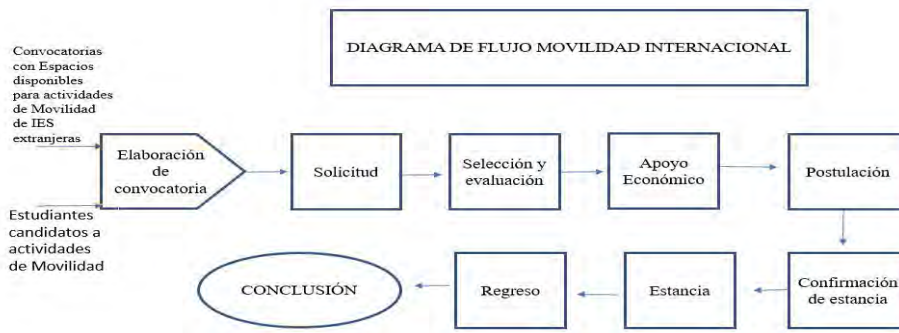 DIAGRAMA DE FLUJO MOVILIDAD INTERNACIONAL
Convocatorias
con Espacios
disponibles
para actividades
de Movilidad
de IES
extranjeras
Estudiantes
candidatos a
actividades
de Movilidad
Elaboración
de
convocatoria
Solicitud
Selección y
evaluación
Apoyo
Económico
Postulación
Confirmación
de estancia
Estancia
Regreso
CONCLUSIÓN